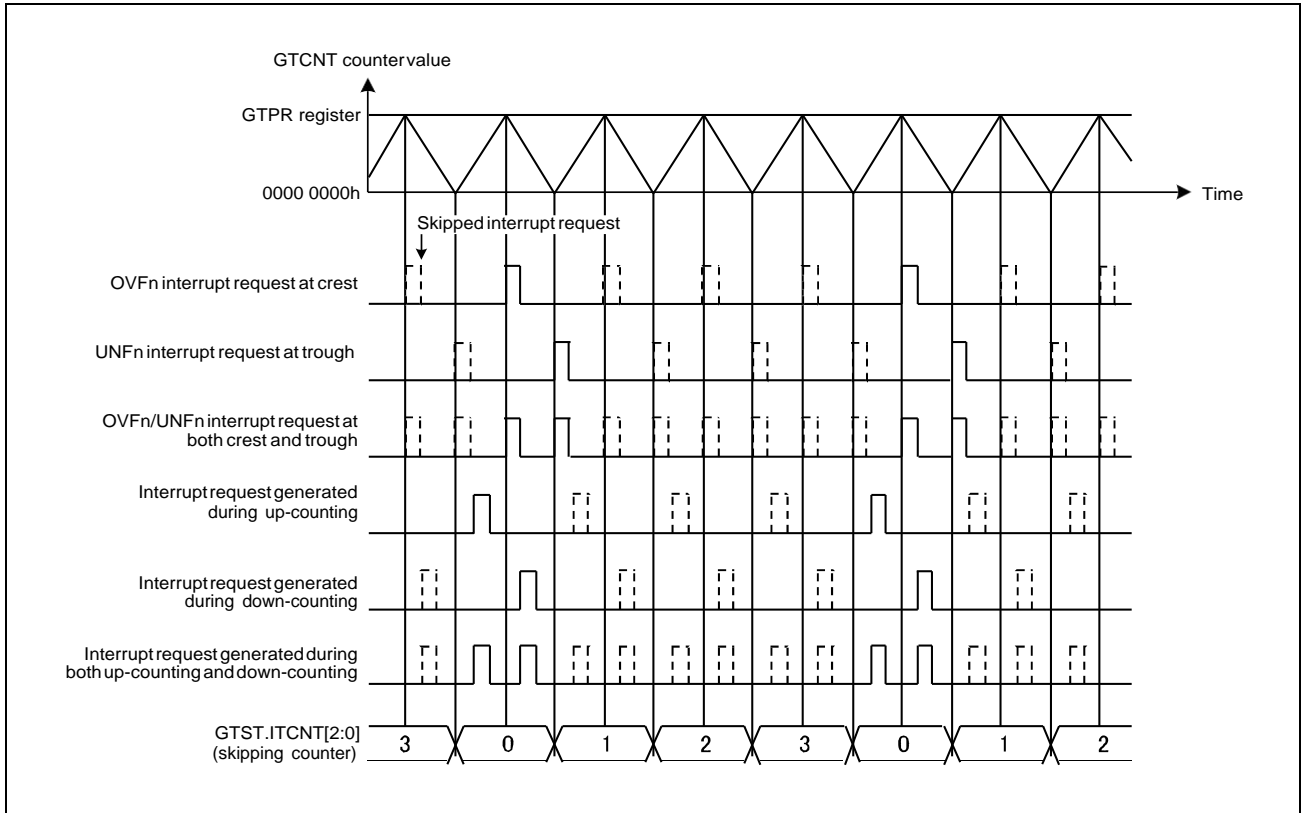 GTCNT counter value
GTPR register
0000 0000h
Time
Skipped interrupt request
OVFn interrupt request at crest
UNFn interrupt request at trough
OVFn/UNFn interrupt request at
both crest and trough
Interrupt request generated
during up-counting
Interrupt request generated
during down-counting
Interrupt request generated during
both up-counting and down-counting
GTST.ITCNT[2:0]
(skipping counter)
3 0 1 2 3 0 1 2